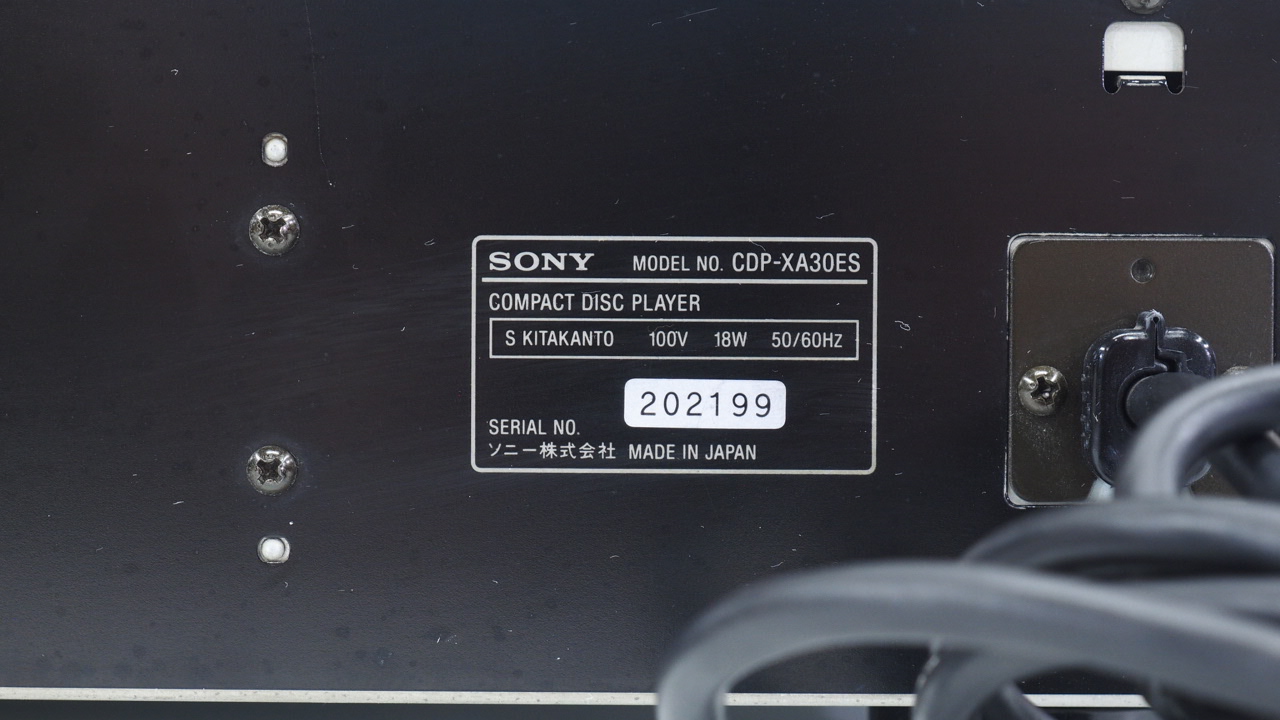 SONY MODEL NO. CDP-XA30ES
COMPACT DISC PLAYER
S KITAKANTO 100V 18W 50/60HZ
202199
SERIAL NO.
ソニー株式会社 MADE IN JAPAN